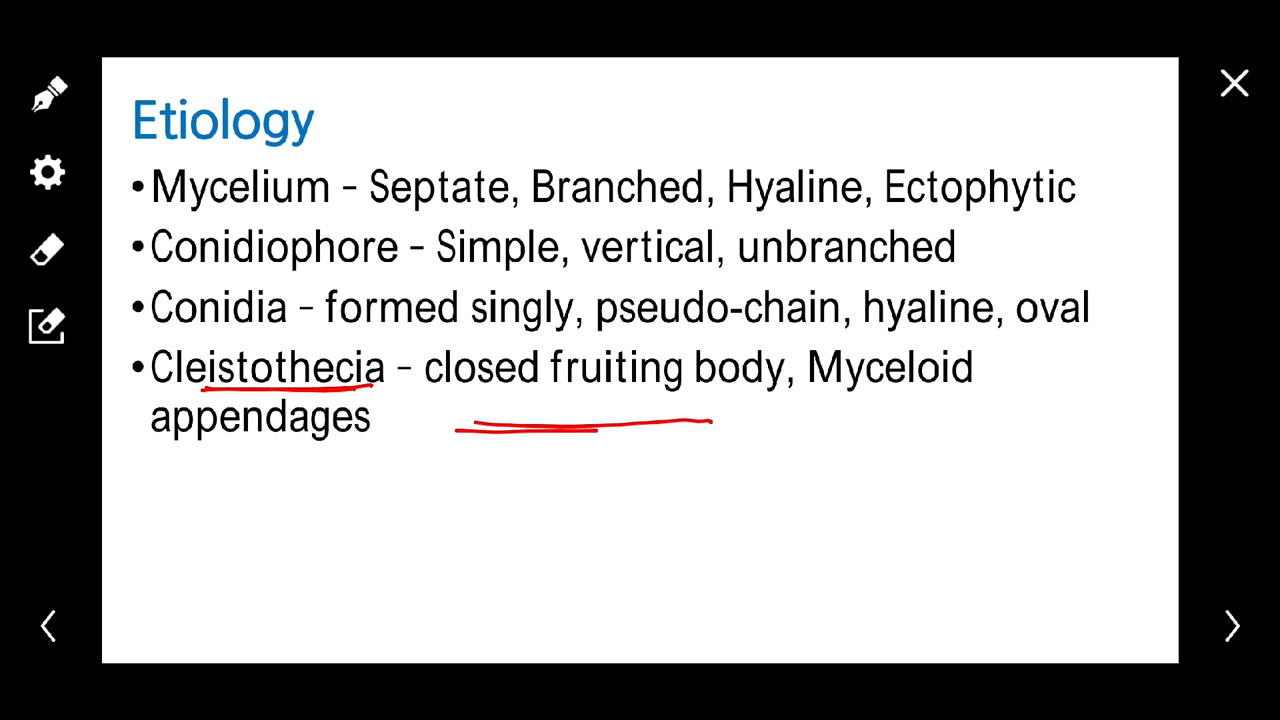 Etiology
•Mycelium – Septate, Branched, Hyaline, Ectophytic
•Conidiophore – Simple, vertical, unbranched
•Conidia – formed singly, pseudo-chain, hyaline, oval
•Cleistothecia – closed fruiting body, Myceloid
appendages